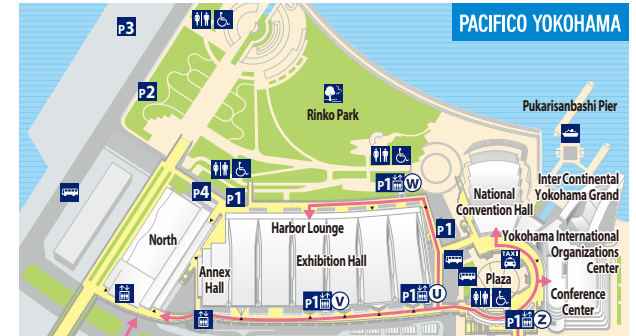 PACIFICO YOKOHAMA
P3
P2
Rinko Park
Pukarisanbashi Pier
P4
P1
P1 W
National
Convention Hall
Inter Continental
Yokohama Grand
P1
North
Harbor Lounge
Exhibition Hall
Annex
Hall
Yokohama International
Organizations
Center
TAXI
Plaza
Conference
Center
P1 V
P1 U
P1 Z